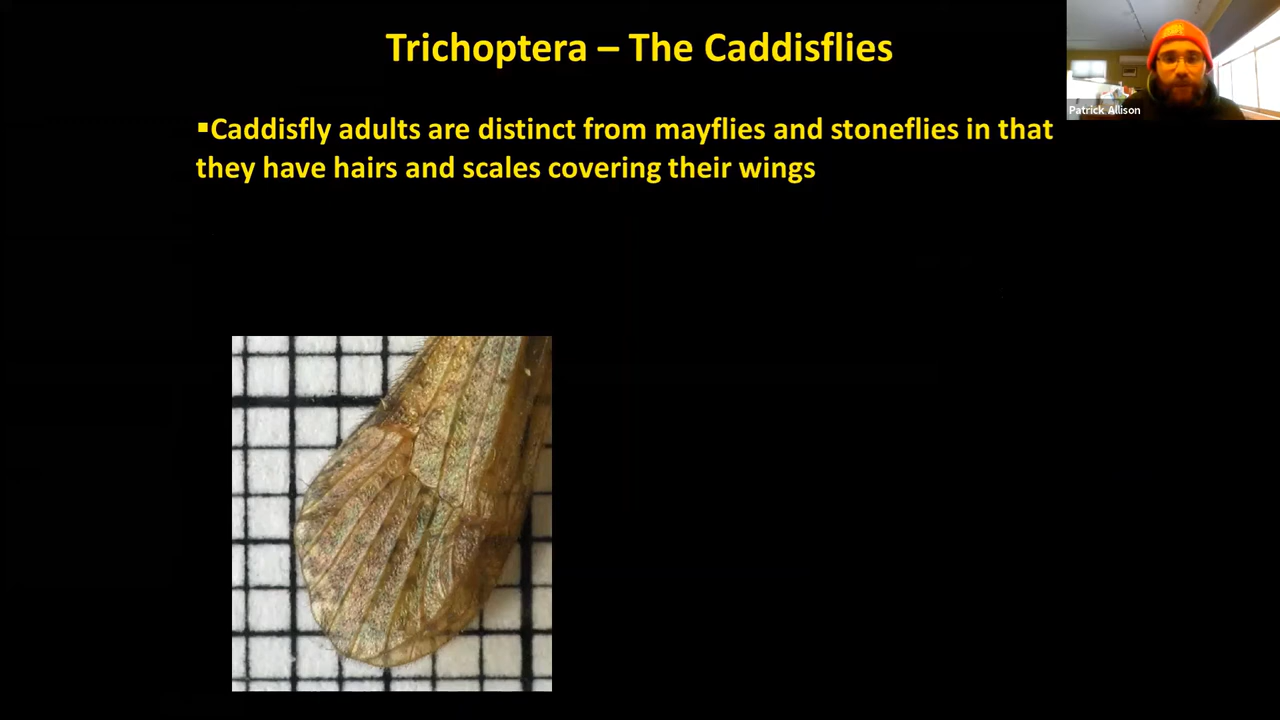 Trichoptera – The Caddisflies
▪Caddisfly adults are distinct from mayflies and stoneflies in that
they have hairs and scales covering their wings
Patrick Allison